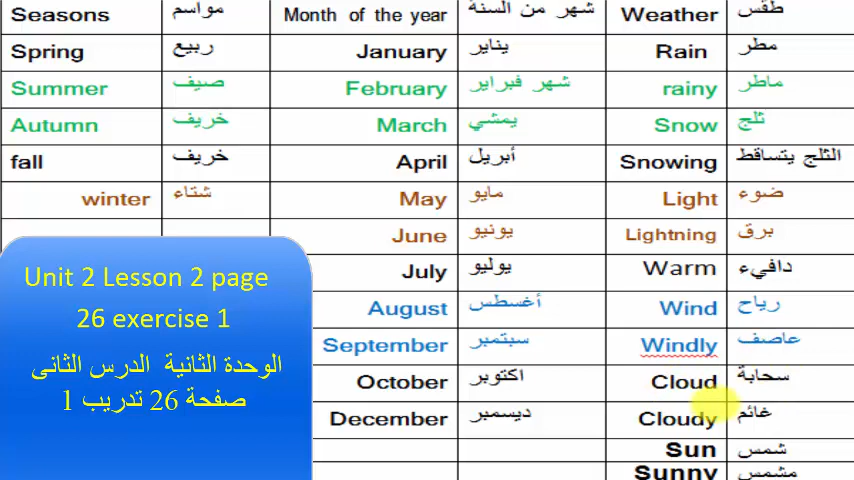 Seasons مواسم Month of the year شهر من السنة Weather طقس
Spring ربيع January يناير Rain مطر
Summer صيف February شهر فبراير rainy ماطر
Autumn خريف March يمشي Snow ثلج
fall خريف April أبريل Snowing الثلج يتساقط
winter شتاء May مايو Light ضوء
June يونيو Lightning برق
July يوليو Warm دافيء
August أغسطس Wind رياح
September سبتمبر Windly عاصف
October اكتوبر Cloud سحابة
December ديسمبر Cloudy غائم
Sun شمس
Sunny مشمس
Unit 2 Lesson 2 page
26 exercise 1
الوحدة الثانية الدرس الثانى
صفحة 26 تدريب 1